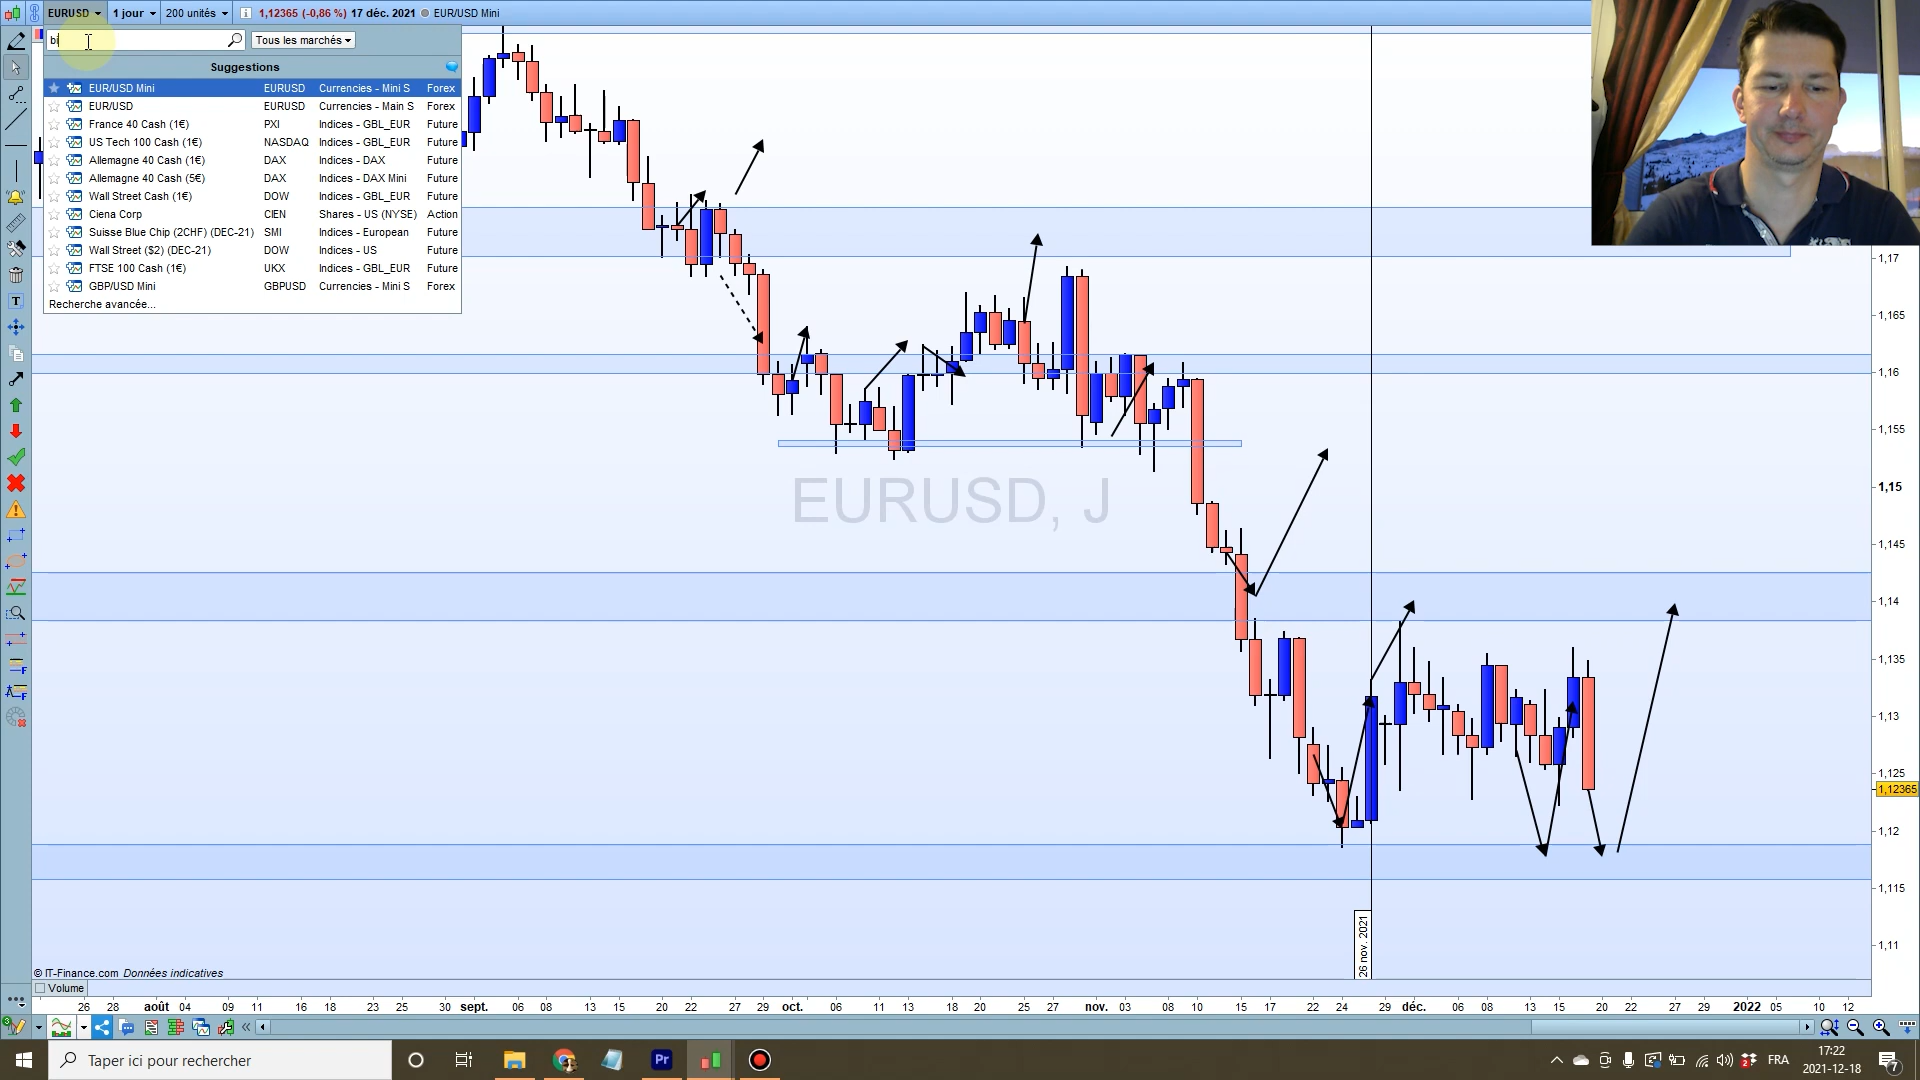 EURUSD 1 jour 200 unités 1,12365 (-0,86 %) 17 déc. 2021 EUR/USD Mini
bi Tous les marchés
Suggestions
EUR/USD Mini EURUSD Currencies - Mini S Forex
EUR/USD EURUSD Currencies - Main S Forex
France 40 Cash (1€) PXI Indices - GBL_EUR Future
US Tech 100 Cash (1€) NASDAQ Indices - GBL_EUR Future
Allemagne 40 Cash (1€) DAX Indices - DAX Future
Allemagne 40 Cash (5€) DAX Indices - DAX Mini Future
Wall Street Cash (1€) DOW Indices - GBL_EUR Future
Ciena Corp CIEN Shares - US (NYSE) Action
Suisse Blue Chip (2CHF) (DEC-21) SMI Indices - European Future
Wall Street ($2) (DEC-21) DOW Indices - US Future
FTSE 100 Cash (1€) UKX Indices - GBL_EUR Future
GBP/USD Mini GBPUSD Currencies - Mini S Forex
Recherche avancée...
1,17
1,165
1,16
1,155
1,15
1,145
1,14
1,135
1,13
1,125
1,12365
1,12
1,115
1,11
EURUSD, J
26 nov. 2021
© IT-Finance.com Données indicatives
Volume
26 28 août 04 09 11 16 18 23 25 30 sept. 06 08 13 15 20 22 27 29 oct. 06 11 13 18 20 25 27 nov. 03 08 10 15 17 22 24 29 déc. 06 08 13 15 20 22 27 29 2022 05 10 12
Taper ici pour rechercher
Pr
FRA
17:22
2021-12-18
7